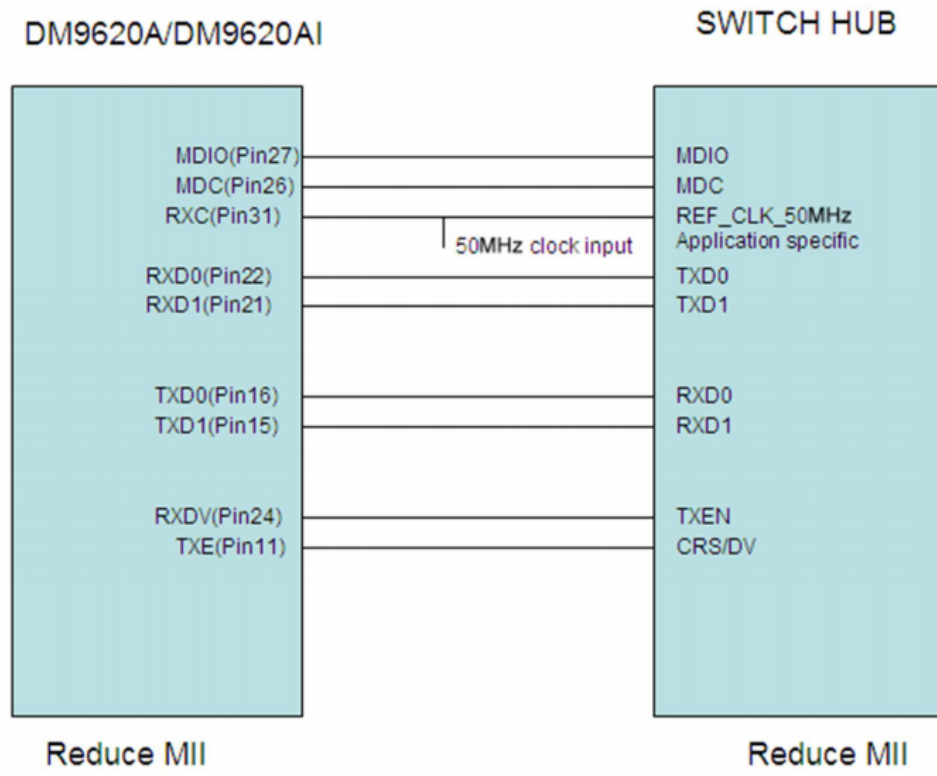 DM9620A/DM9620AI
SWITCH HUB
MDIO(Pin27)
MDIO
MDC(Pin26)
MDC
RXC(Pin31)
REF_CLK_50MHz
50MHz clock input
Application specific
RXD0(Pin22)
TXD0
RXD1(Pin21)
TXD1
TXD0(Pin16)
RXD0
TXD1(Pin15)
RXD1
RXDV(Pin24)
TXEN
TXE(Pin11)
CRS/DV
Reduce MII
Reduce MII